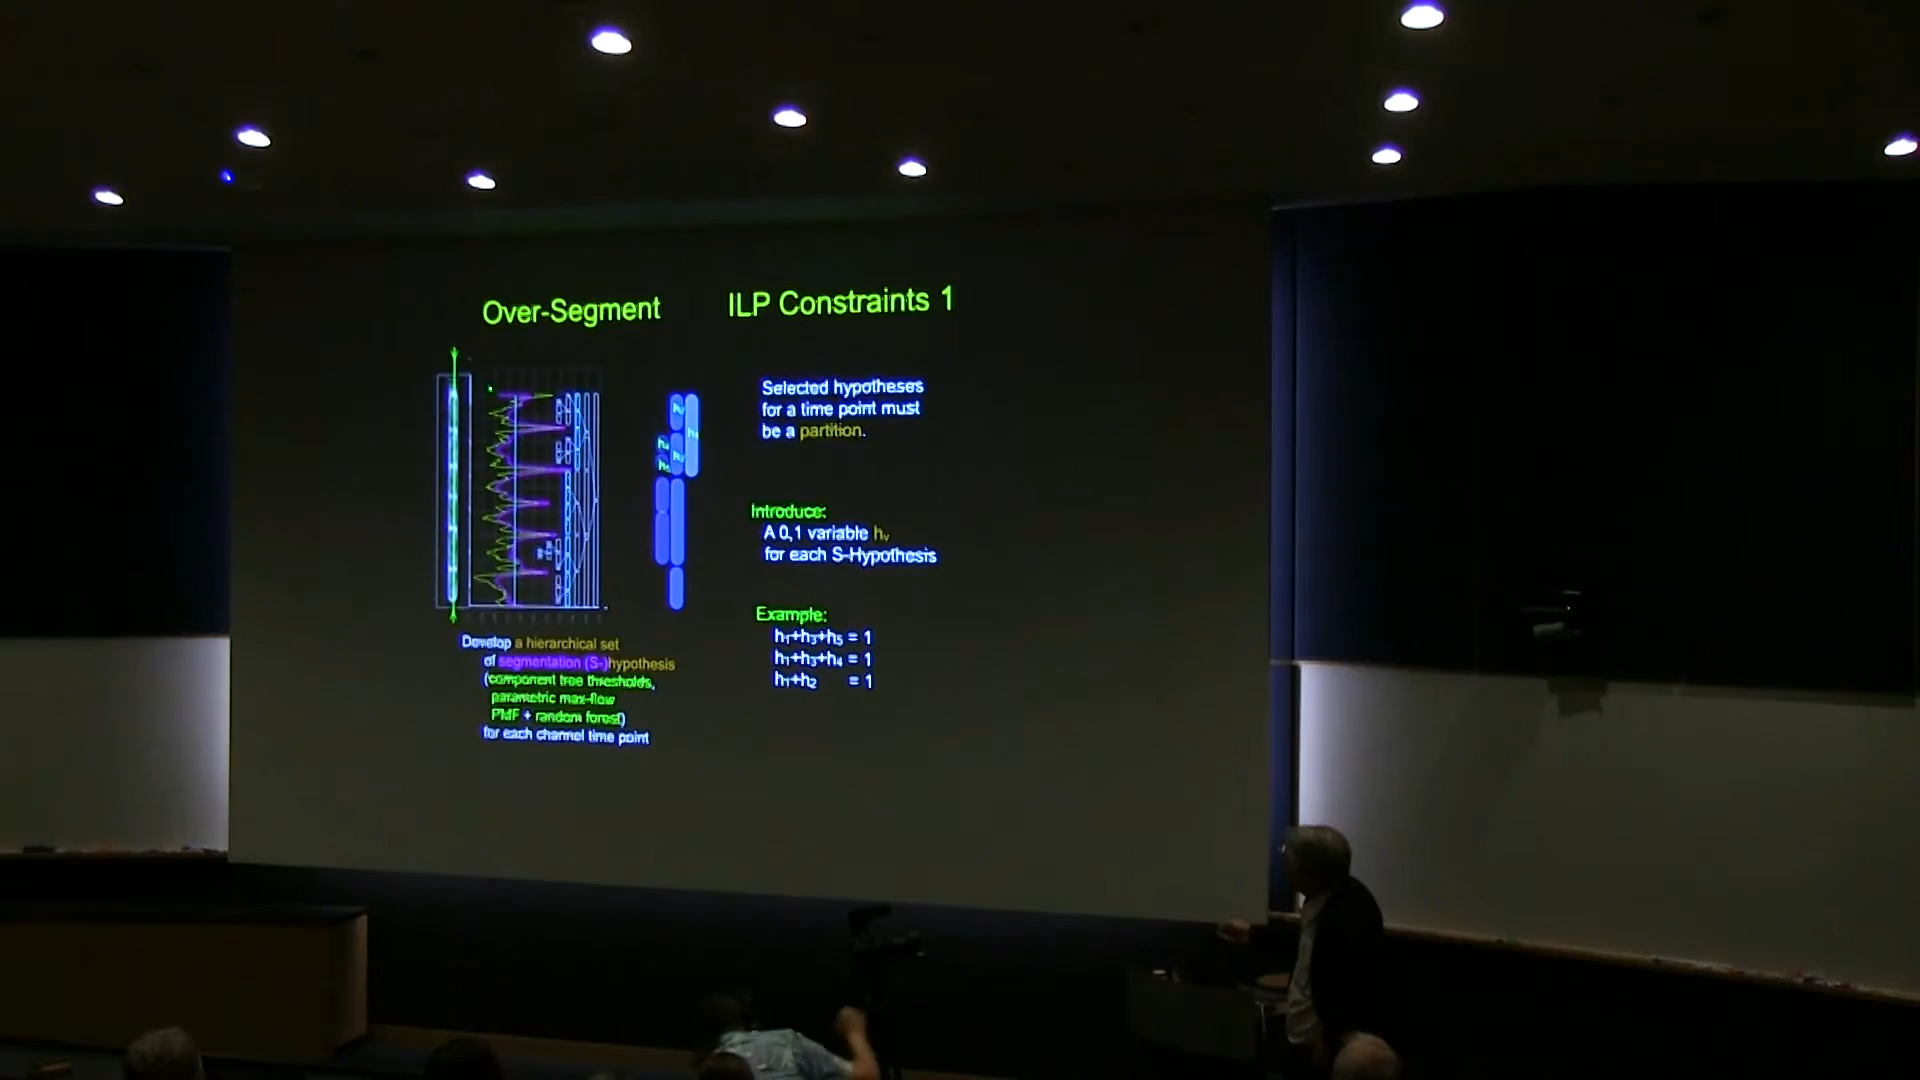 Over-Segment
ILP Constraints 1
Selected hypotheses
for a time point must
be a partition.
Introduce:
A 0,1 variable hᵥ
for each S-Hypothesis
Example:
h₁+h₃+h₅ = 1
h₁+h₃+h₄ = 1
h₁+h₂ = 1
Develop a hierarchical set
of segmentation (S-)hypothesis
(component tree thresholds,
parametric max-flow
PMF + random forest)
for each channel time point